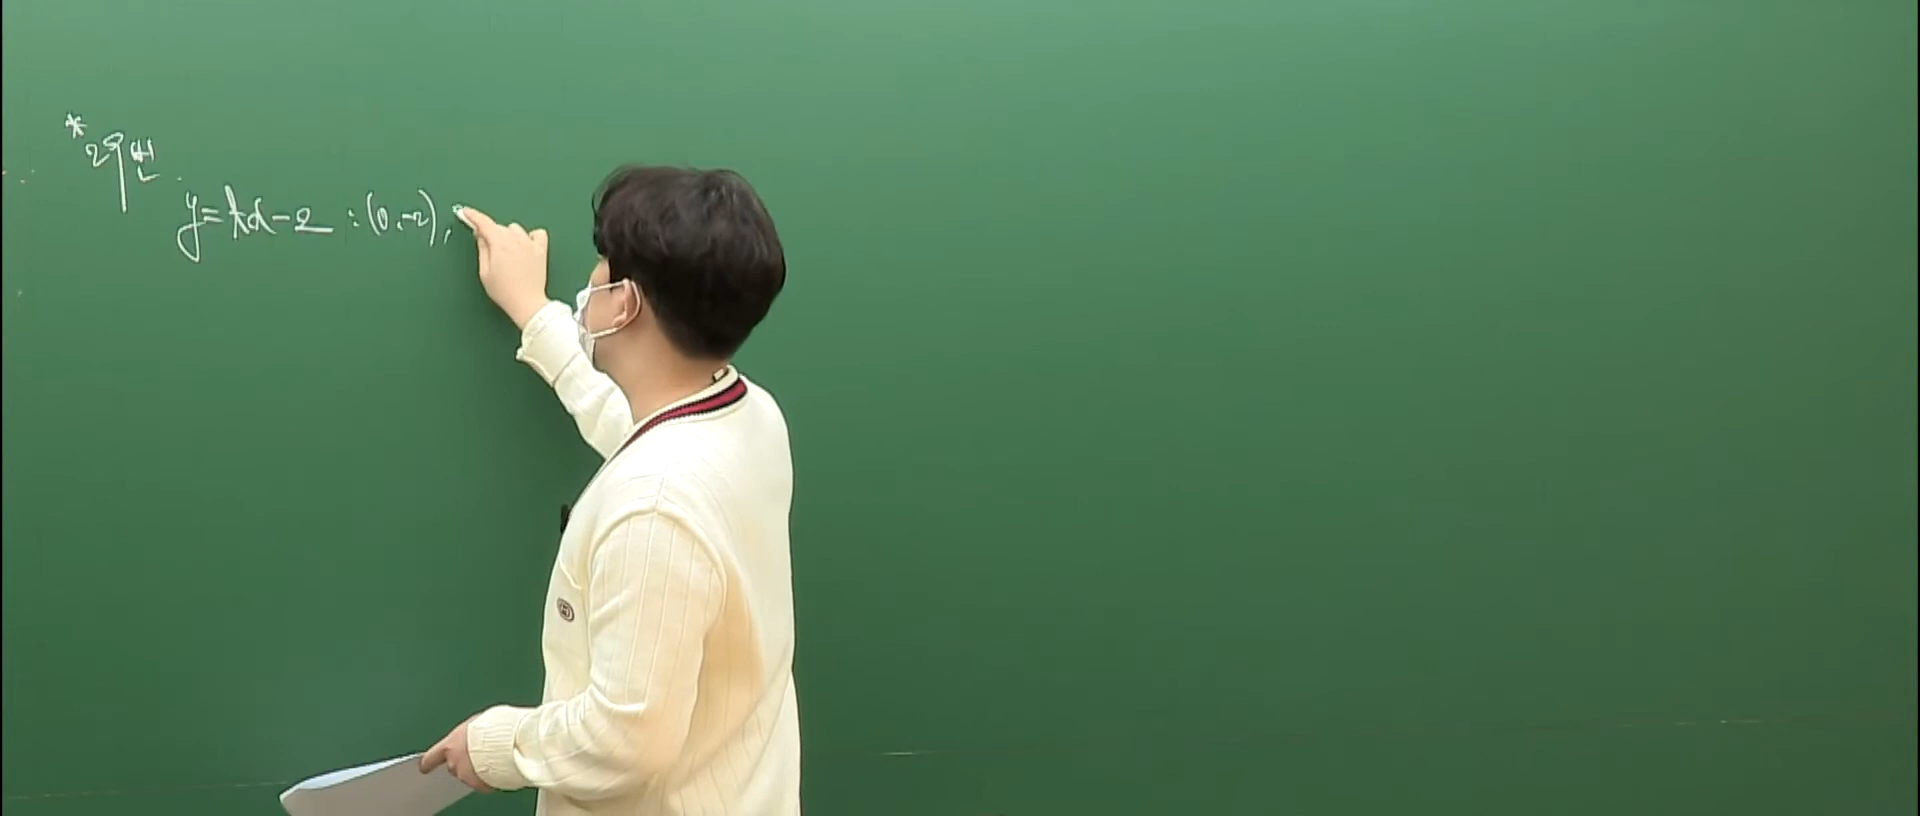 * 29번.
y=kx-2 : (0,-2),